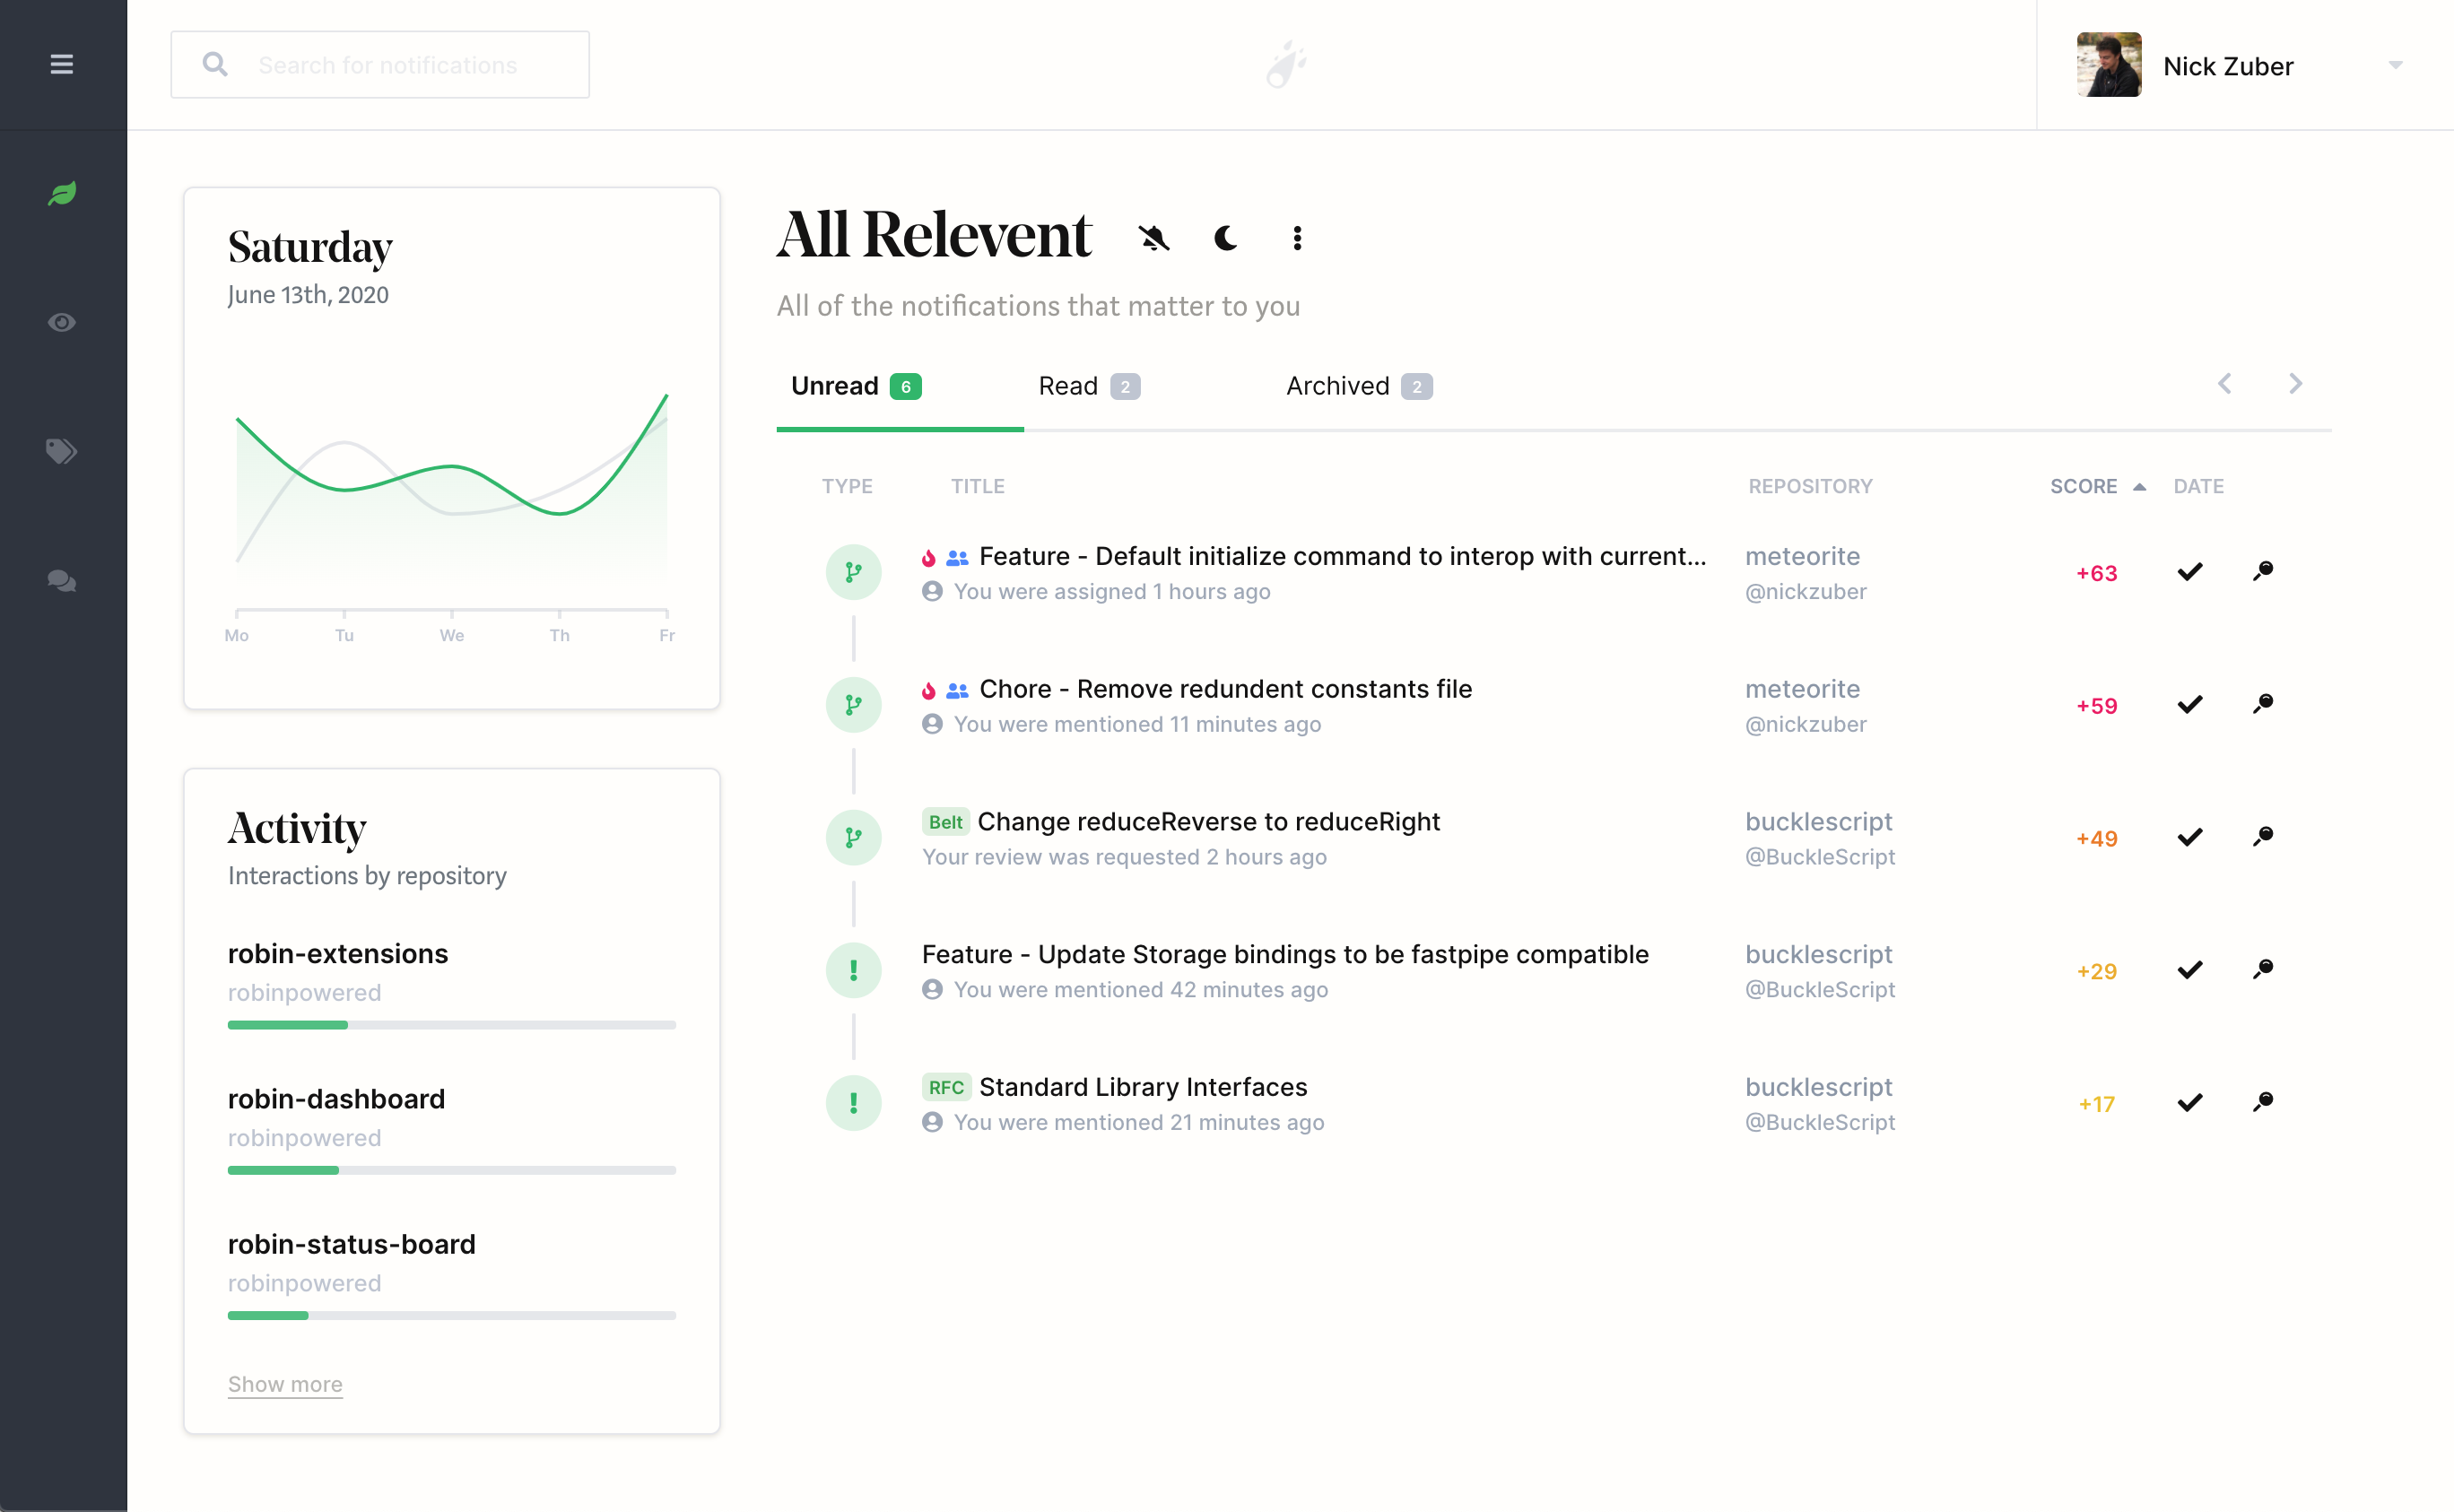 Search for notifications
Nick Zuber
Saturday
June 13th, 2020
Mo Tu We Th Fr
Activity
Interactions by repository
robin-extensions
robinpowered
robin-dashboard
robinpowered
robin-status-board
robinpowered
Show more
All Relevent
All of the notifications that matter to you
Unread 6 Read 2 Archived 2
TYPE TITLE REPOSITORY SCORE DATE
Feature - Default initialize command to interop with current... meteorite
You were assigned 1 hours ago @nickzuber
+63
Chore - Remove redundent constants file meteorite
You were mentioned 11 minutes ago @nickzuber
+59
Belt Change reduceReverse to reduceRight bucklescript
Your review was requested 2 hours ago @BuckleScript
+49
Feature - Update Storage bindings to be fastpipe compatible bucklescript
You were mentioned 42 minutes ago @BuckleScript
+29
RFC Standard Library Interfaces bucklescript
You were mentioned 21 minutes ago @BuckleScript
+17